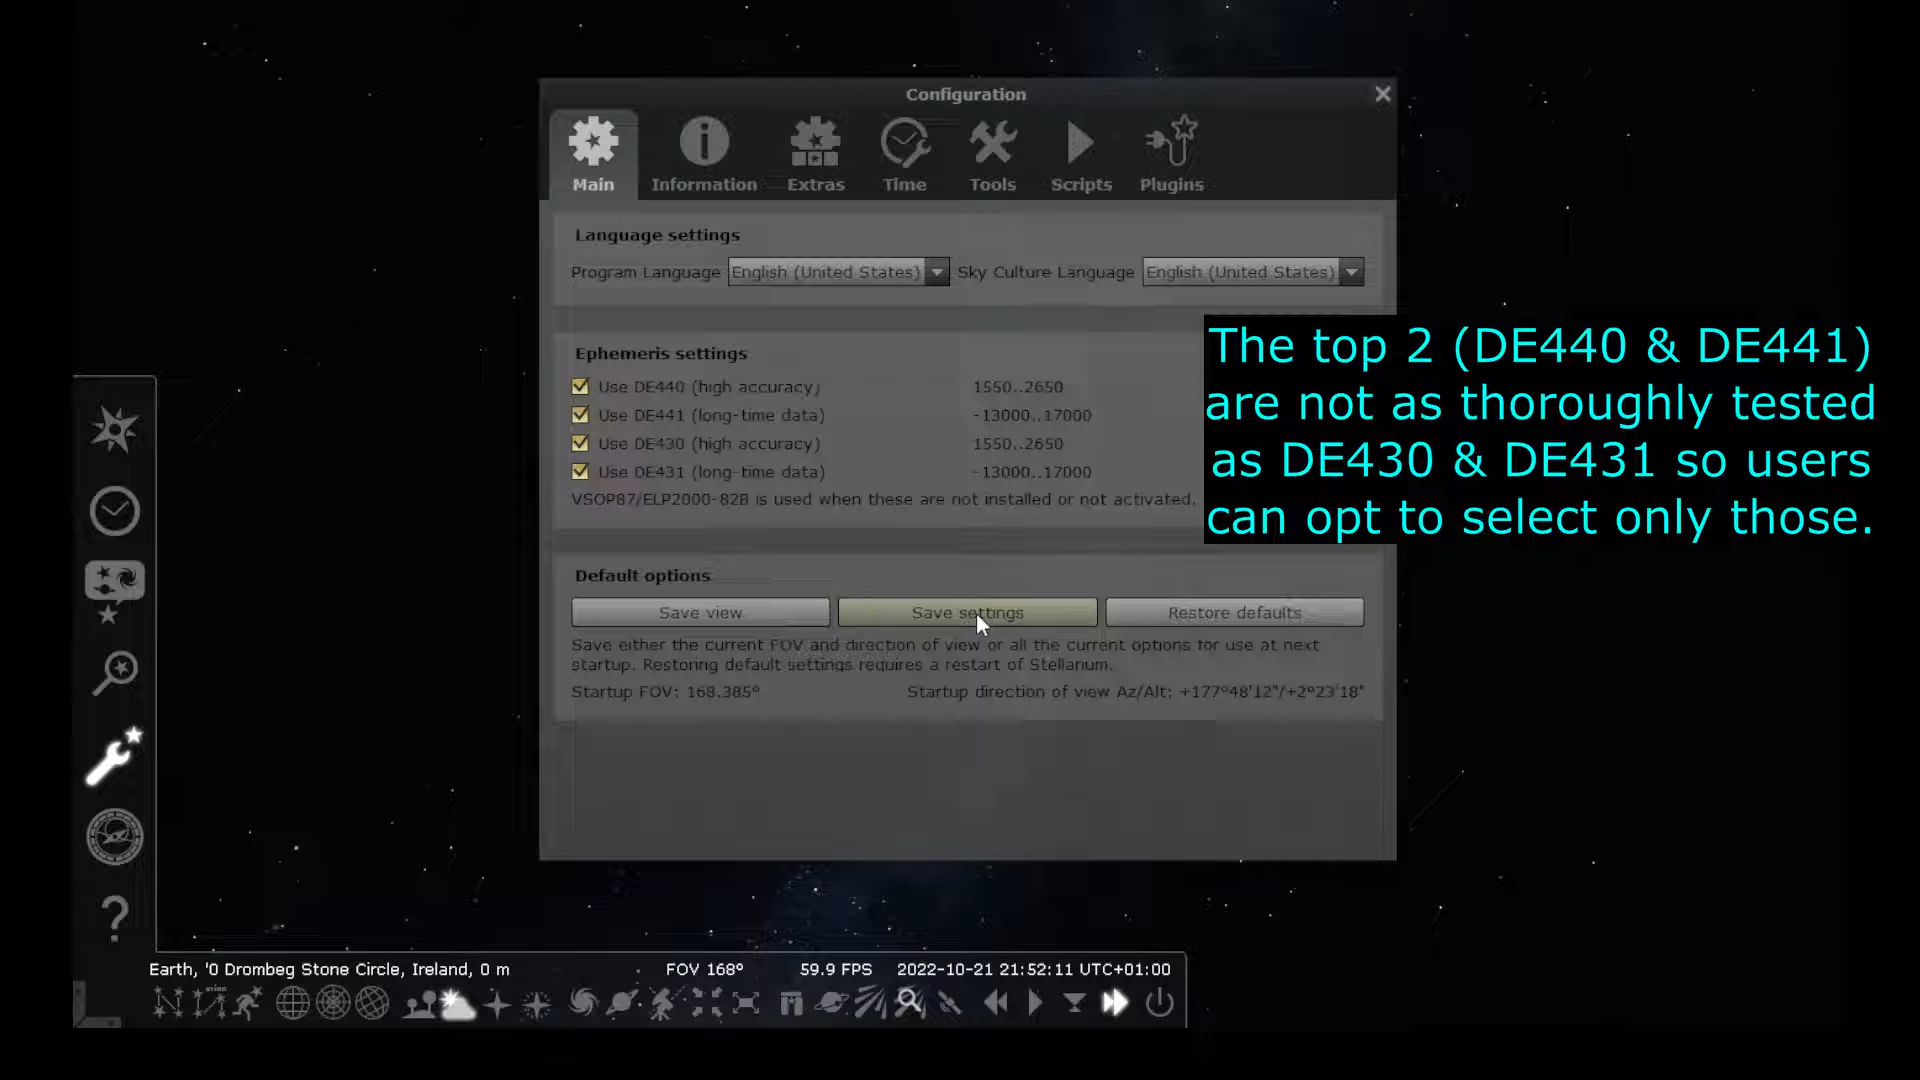 Configuration
Main Information Extras Time Tools Scripts Plugins
Language settings
Program Language English (United States) Sky Culture Language English (United States)
Ephemeris settings
Use DE440 (high accuracy) 1550..2650
Use DE441 (long-time data) -13000..17000
Use DE430 (high accuracy) 1550..2650
Use DE431 (long-time data) -13000..17000
VSOP87/ELP2000-82B is used when these are not installed or not activated.
The top 2 (DE440 & DE441)
are not as thoroughly tested
as DE430 & DE431 so users
can opt to select only those.
Default options
Save view Save settings Restore defaults
Save either the current FOV and direction of view or all the current options for use at next
startup. Restoring default settings requires a restart of Stellarium.
Startup FOV: 168.385° Startup direction of view Az/Alt: +177°48'12"/+2°23'18"
Earth, '0 Drombeg Stone Circle, Ireland, 0 m FOV 168° 59.9 FPS 2022-10-21 21:52:11 UTC+01:00